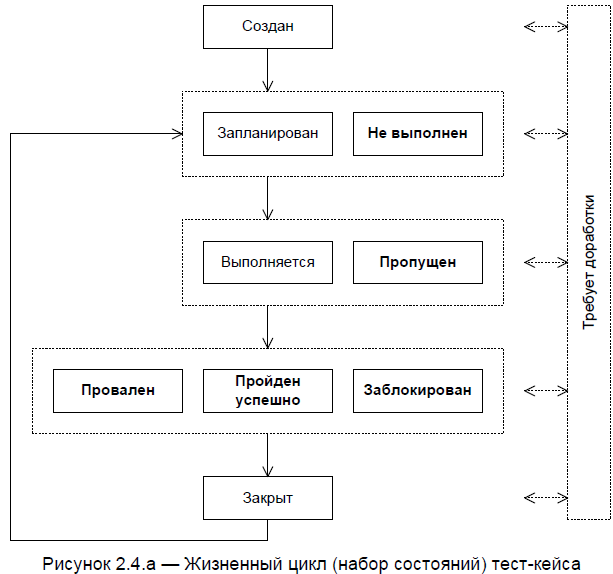 Создан
Запланирован
Не выполнен
Выполняется
Пропущен
Провален
Пройден
успешно
Заблокирован
Закрыт
Требует доработки
Рисунок 2.4.a — Жизненный цикл (набор состояний) тест-кейса